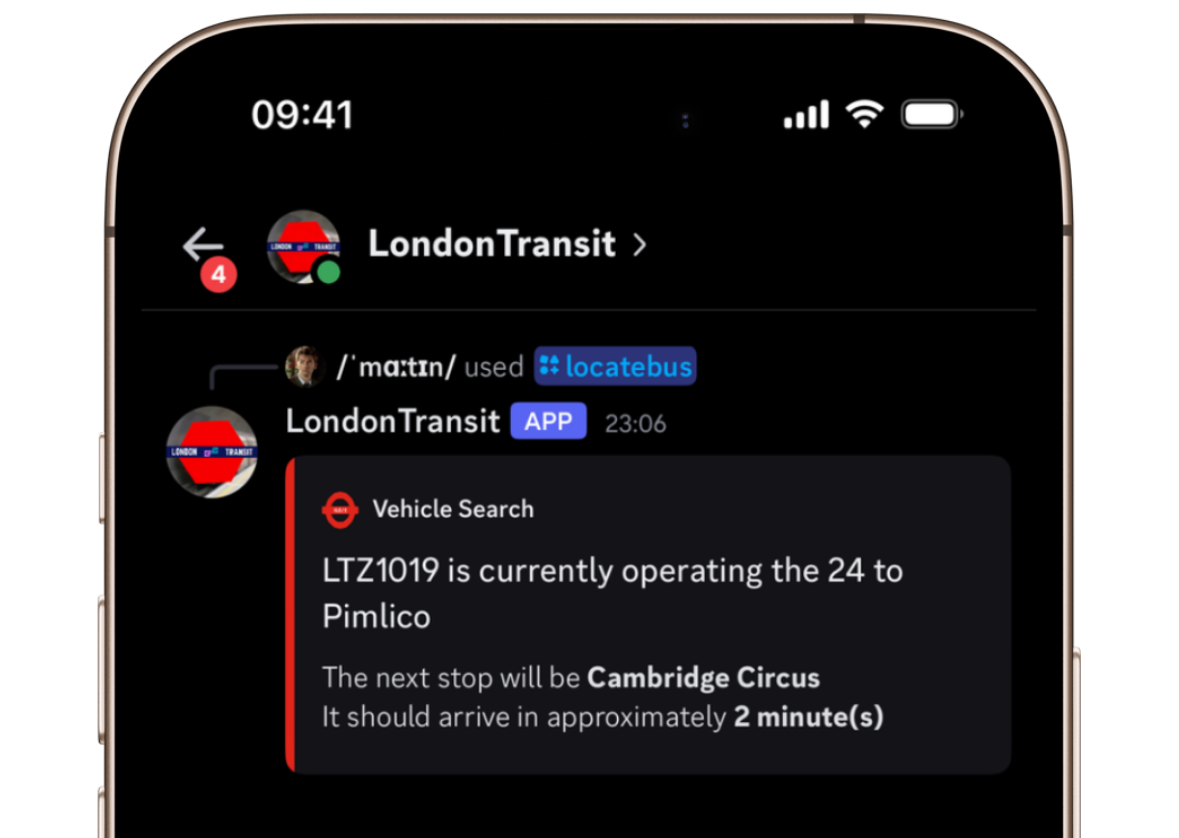 09:41
4
LONDON TRANSIT
LondonTransit
/ˈmɑːtɪn/ used locatebus
LondonTransit APP 23:06
LONDON TRANSIT
Vehicle Search
LTZ1019 is currently operating the 24 to
Pimlico
The next stop will be Cambridge Circus
It should arrive in approximately 2 minute(s)